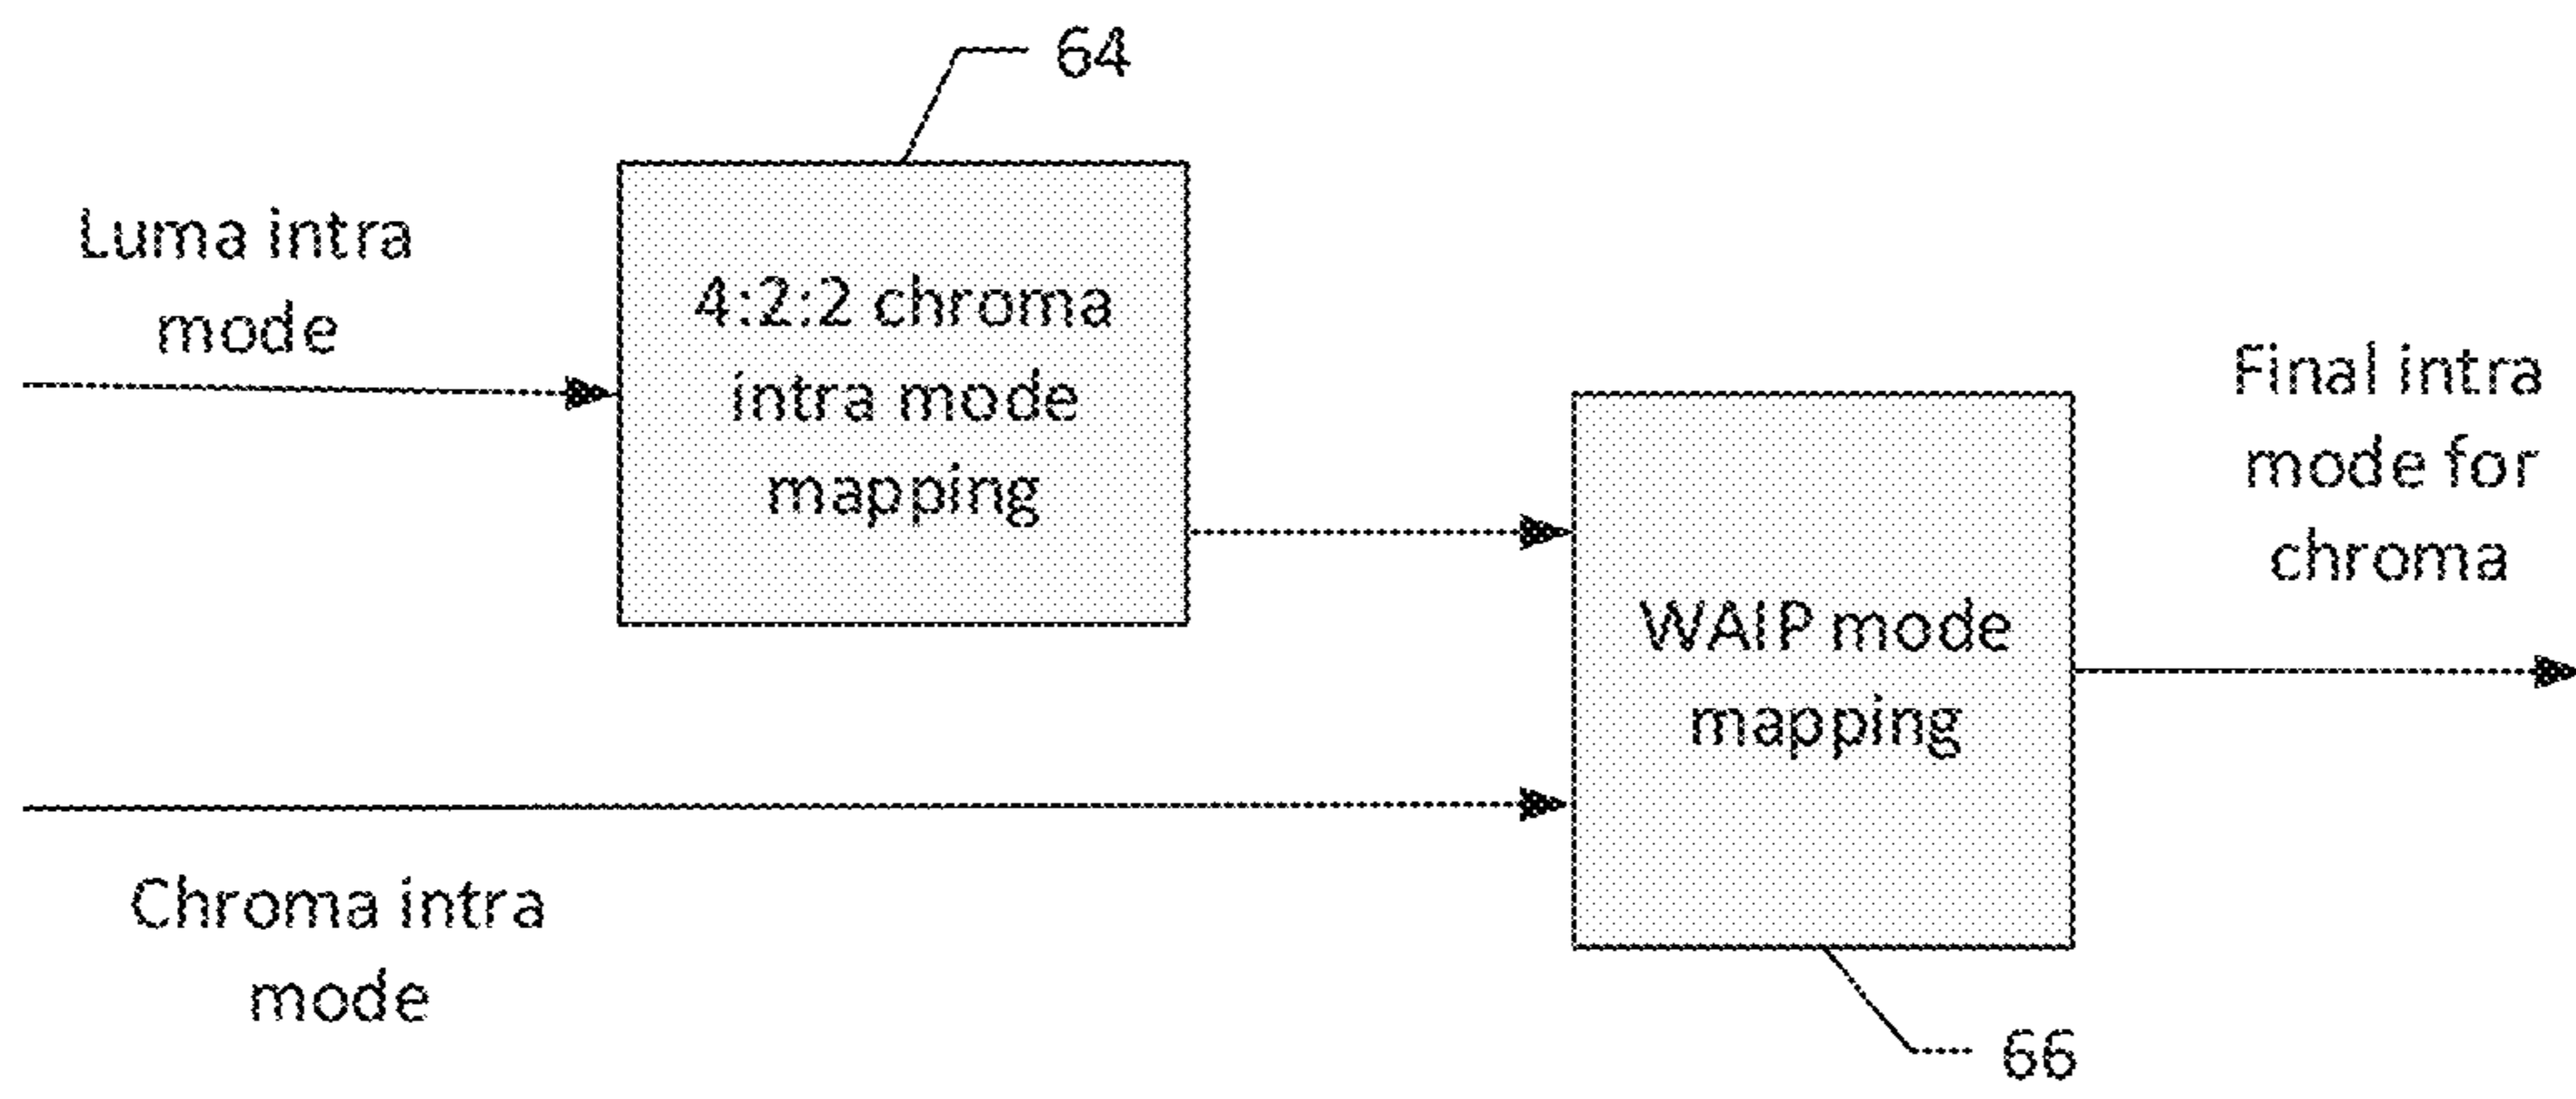 64
Luma intra
mode
4:2:2 chroma
intra mode
mapping
Final intra
mode for
chroma
WAIP mode
mapping
Chroma intra
mode
66